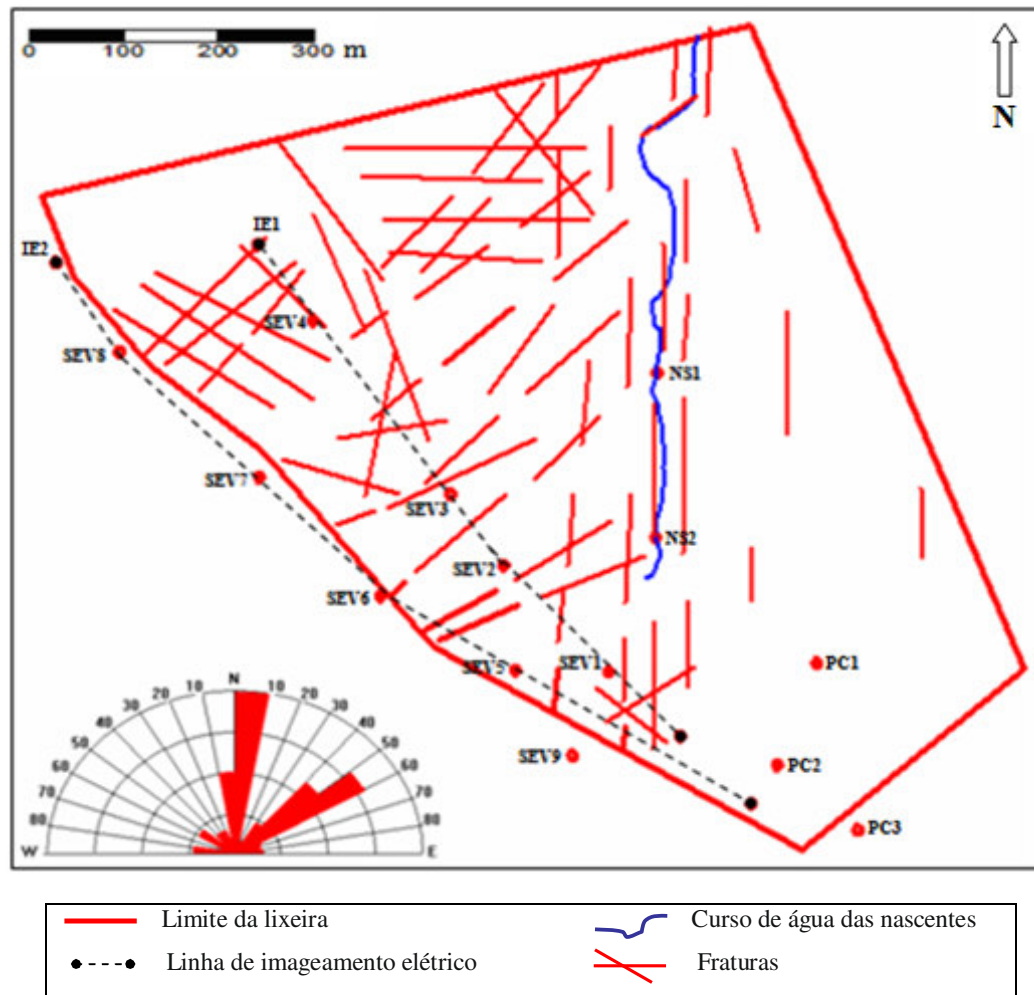 0 100 200 300 m
N
IE1
IE2
SEV4
SEV8
NS1
SEV7
SEV3
NS2
SEV2
SEV6
SEV5
SEV1
PC1
SEV9
PC2
PC3
N
10 10
20 20
30 30
40 40
50 50
60 60
70 70
80 80
W E
Limite da lixeira
Curso de água das nascentes
Linha de imageamento elétrico
Fraturas